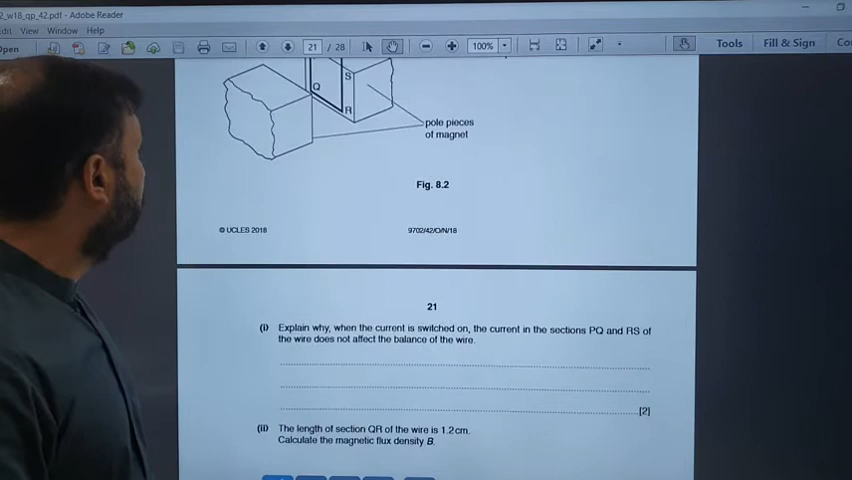 2_w18_qp_42.pdf - Adobe Reader
dit View Window Help
Open 21 / 28 100% Tools Fill & Sign
S
Q
R
pole pieces
of magnet
Fig. 8.2
© UCLES 2018 9702/42/O/N/18
21
(i) Explain why, when the current is switched on, the current in the sections PQ and RS of
the wire does not affect the balance of the wire.
[2]
(ii) The length of section QR of the wire is 1.2cm.
Calculate the magnetic flux density B.